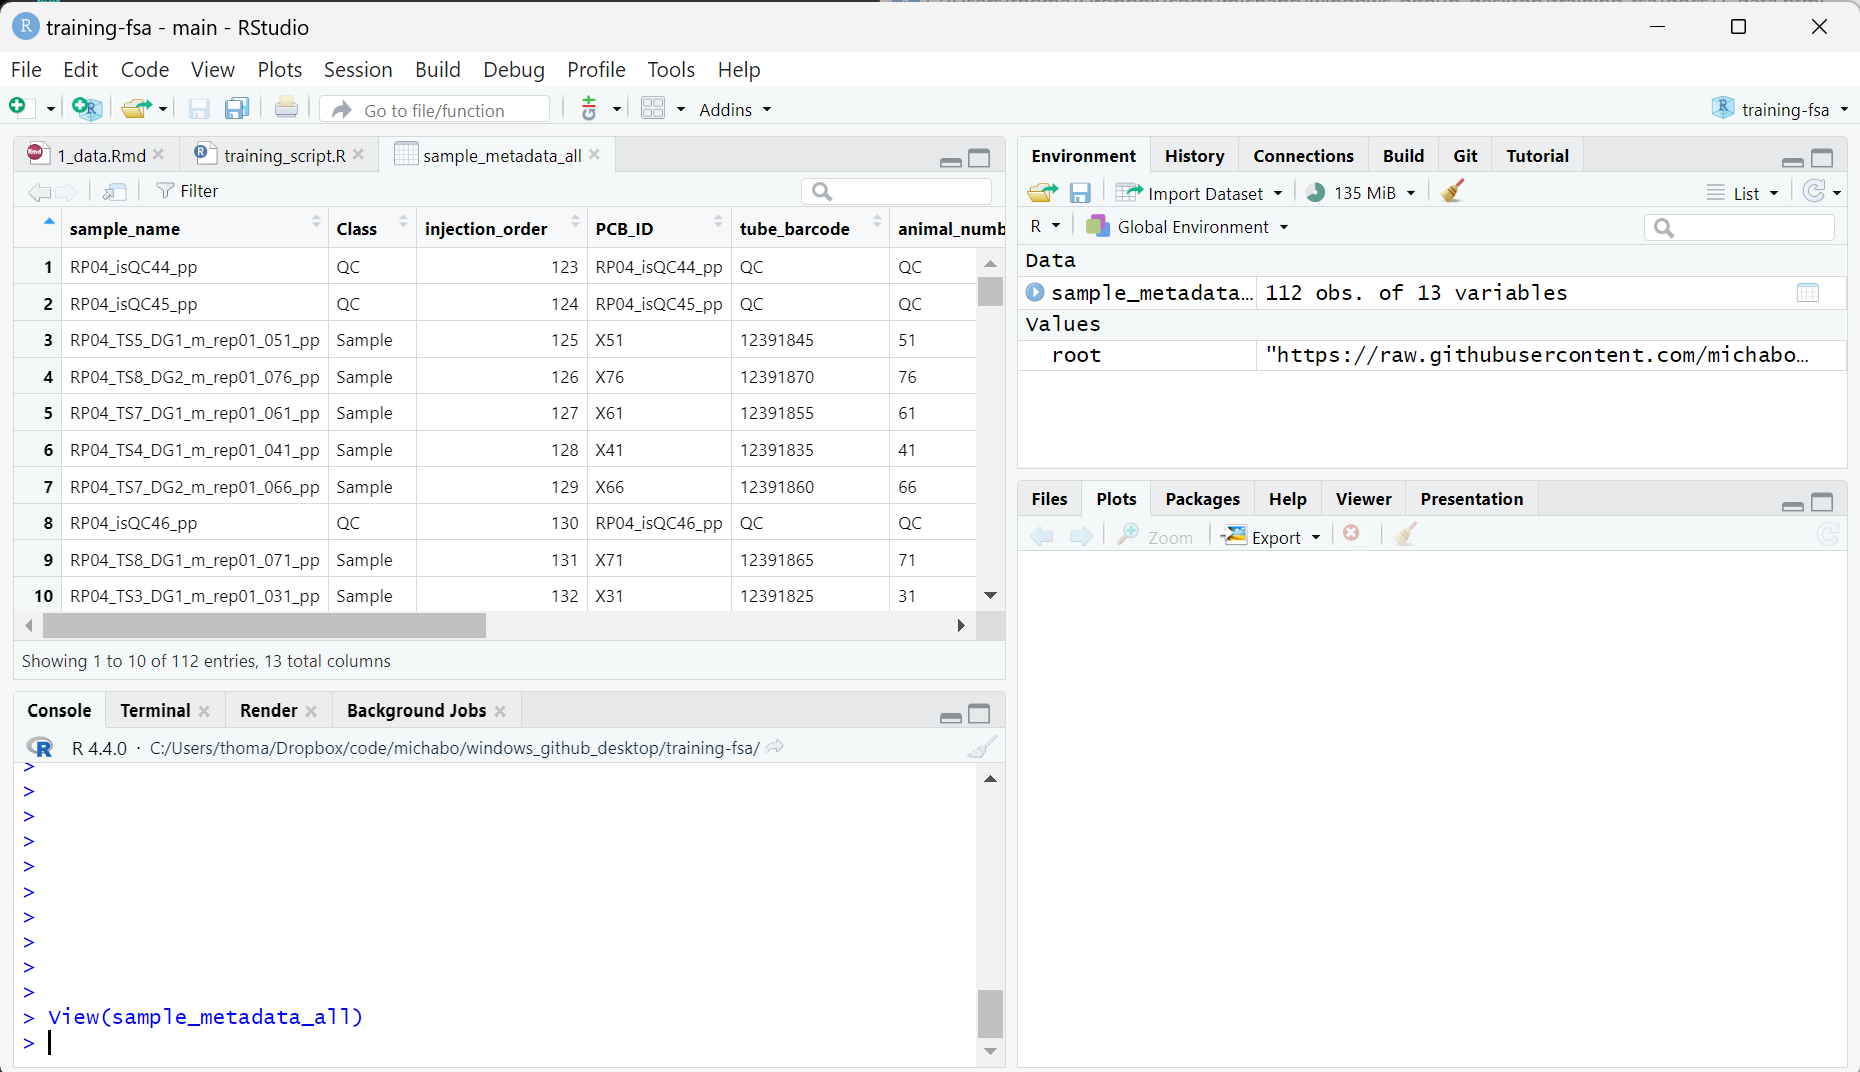 training-fsa - main - RStudio
File Edit Code View Plots Session Build Debug Profile Tools Help
Go to file/function Addins training-fsa
1_data.Rmd training_script.R sample_metadata_all
Filter
sample_name Class injection_order PCB_ID tube_barcode animal_numb
1 RP04_isQC44_pp QC 123 RP04_isQC44_pp QC QC
2 RP04_isQC45_pp QC 124 RP04_isQC45_pp QC QC
3 RP04_TS5_DG1_m_rep01_051_pp Sample 125 X51 12391845 51
4 RP04_TS8_DG2_m_rep01_076_pp Sample 126 X76 12391870 76
5 RP04_TS7_DG1_m_rep01_061_pp Sample 127 X61 12391855 61
6 RP04_TS4_DG1_m_rep01_041_pp Sample 128 X41 12391835 41
7 RP04_TS7_DG2_m_rep01_066_pp Sample 129 X66 12391860 66
8 RP04_isQC46_pp QC 130 RP04_isQC46_pp QC QC
9 RP04_TS8_DG1_m_rep01_071_pp Sample 131 X71 12391865 71
10 RP04_TS3_DG1_m_rep01_031_pp Sample 132 X31 12391825 31
Showing 1 to 10 of 112 entries, 13 total columns
Console Terminal Render Background Jobs
R 4.4.0 · C:/Users/thoma/Dropbox/code/michabo/windows_github_desktop/training-fsa/
>
>
>
>
>
>
>
>
>
>
> View(sample_metadata_all)
>
Environment History Connections Build Git Tutorial
Import Dataset 135 MiB List
R Global Environment
Data
sample_metadata… 112 obs. of 13 variables
Values
root "https://raw.githubusercontent.com/michabo…
Files Plots Packages Help Viewer Presentation
Zoom Export